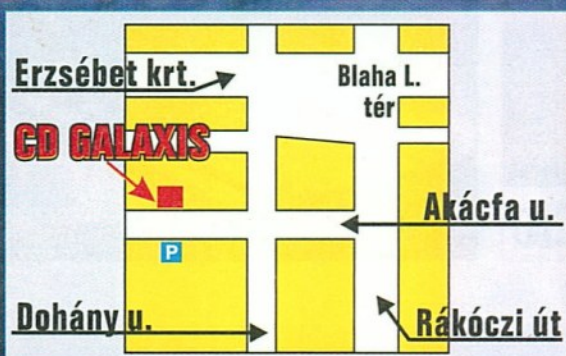 Erzsébet krt.
Blaha L.
tér
CD GALAXIS
Akácfa u.
P
Dohány u.
Rákóczi út